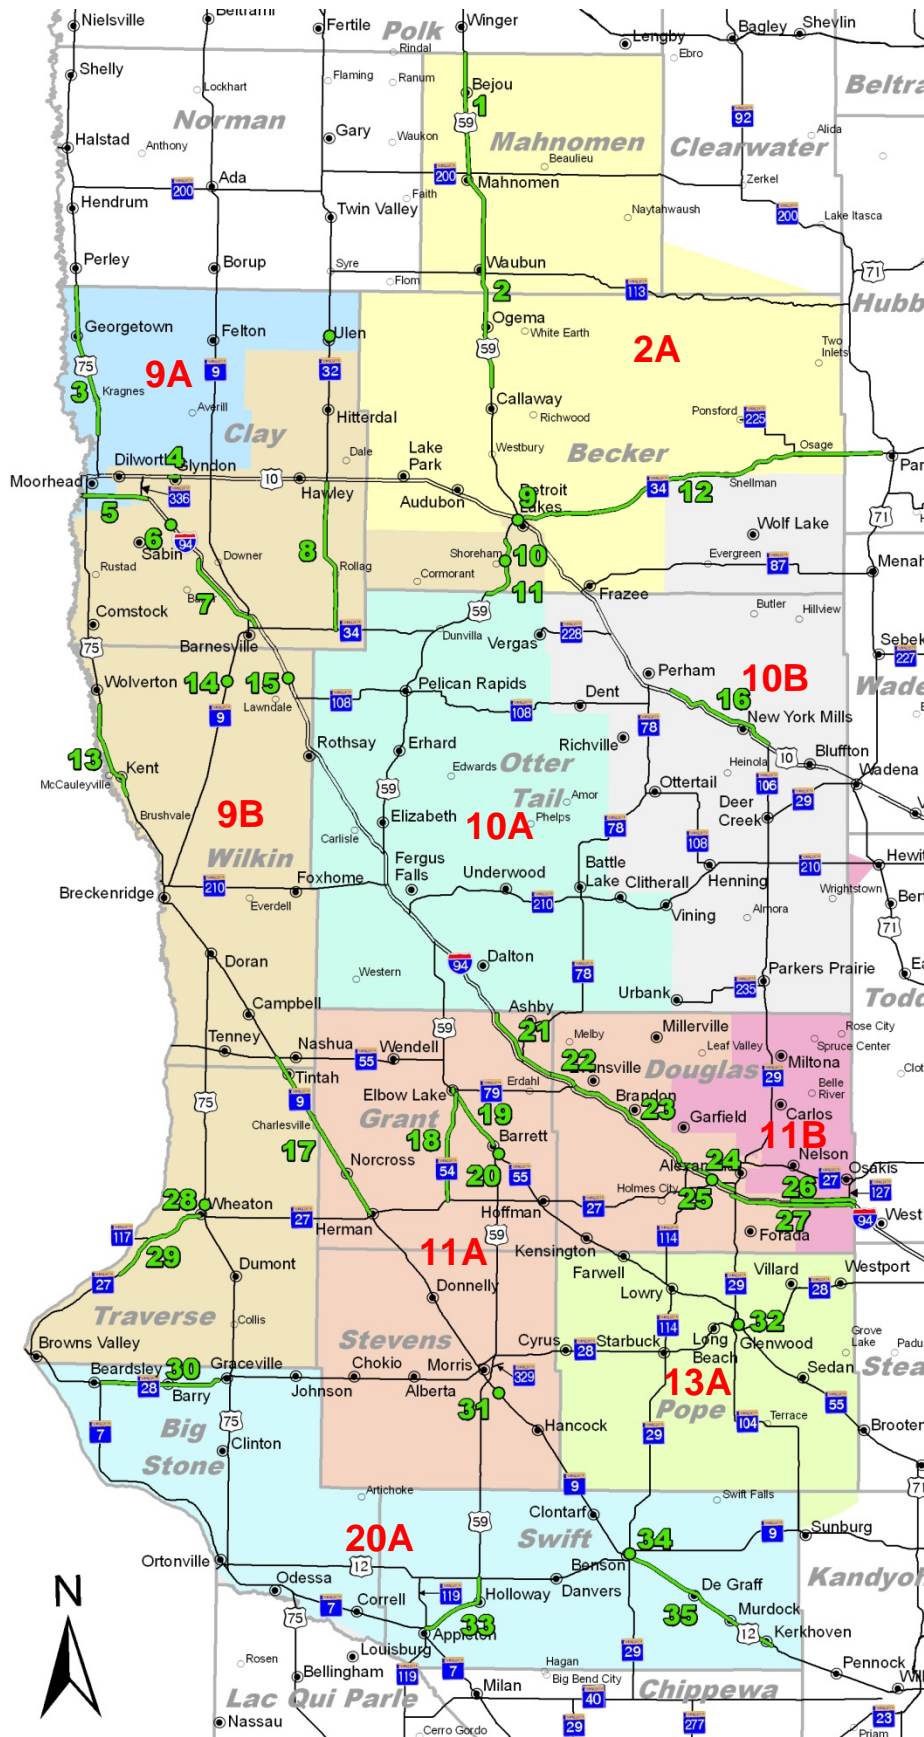 Nielsville
Beltrami
Fertile
Winger
Polk
Lengby
Bagley
Shevlin
Rindal
Ebro
Shelly
Lockhart
Flaming
Ranum
Bejou
1
Beltra
Norman
59
Mahnomen
Clearwater
92
Alida
Halstad
Anthony
Gary
Waukon
Beaulieu
200
Ada
200
Mahnomen
Zerkel
Hendrum
Faith
Twin Valley
Naytahwaush
200
Lake Itasca
Perley
Borup
Syre
Flom
Waubun
2
113
71
Hubb
Georgetown
Felton
Ulen
Ogema
White Earth
59
2A
Two
Inlets
75
3
Kragnes
9A
9
32
Averill
Hitterdal
Callaway
Richwood
Ponsford
225
Clay
Becker
Osage
Dale
Lake
Park
Westbury
Moorhead
Dilworth
4
Glyndon
10
Hawley
Audubon
34
12
Snellman
Par
5
336
9
Detroit
Lakes
71
6
Sabin
94
Wolf Lake
8
10
Shoreham
Downer
Rustad
Baker
Rollag
Cormorant
11
Evergreen
87
Menah
7
Frazee
Comstock
59
Butler
Hillview
75
Barnesville
34
Dunvilla
Vergas
228
Sebek
227
Wolverton
14
15
Lawndale
9
108
Pelican Rapids
108
Perham
10B
Dent
16
Wade
78
New York Mills
Rothsay
Erhard
Richville
10
Bluffton
13
Kent
McCauleyville
59
Edwards
Otter
Tail
Heinola
106
Wadena
Brushvale
9B
Elizabeth
10A
Amor
Phelps
Ottertail
Deer
Creek
29
Carlisle
78
108
Wilkin
Fergus
Falls
Hewit
Breckenridge
210
Foxhome
Underwood
Battle
Lake
Clitherall
Henning
210
Wrightstown
Everdell
210
Vining
Almora
Bert
71
Doran
94
Dalton
78
Western
Parkers Prairie
235
Urbank
Todd
Campbell
Ashby
59
21
Melby
Millerville
Rose City
Tenney
Nashua
55
Wendell
22
Leaf Valley
Spruce Center
Miltona
Tintah
Erdahl
Douglas
29
Belle
River
75
9
Elbow Lake
79
Brandon
Carlos
Charlesville
Grant
19
23
Garfield
17
18
Barrett
11B
20
24
Nelson
Norcross
54
55
Holmes City
25
27
Osakis
28
Wheaton
26
127
27
Herman
Hoffman
27
27
94
West
117
29
11A
59
Kensington
114
Forada
27
Dumont
Farwell
Villard
Westport
Traverse
Donnelly
Lowry
29
28
Collis
Stevens
114
32
Glenwood
Grove
Lake
Padu
Browns Valley
Cyrus
28
Starbuck
Long
Beach
Beardsley
30
Graceville
Chokio
Morris
329
Sedan
Stea
28
Barry
Johnson
Alberta
13A
31
Pope
55
7
Big
Stone
75
Hancock
29
104
Terrace
Brooten
Clinton
9
Artichoke
Swift Falls
71
Clontarf
59
Swift
34
9
Sunburg
20A
Ortonville
12
Benson
Kandyoh
Odessa
Danvers
De Graff
119
Holloway
7
Correll
35
Murdock
75
33
12
Kerkhoven
N
Louisburg
Appleton
29
Rosen
Bellingham
119
7
Hagan
Big Bend City
Pennock
Lac Qui Parle
Milan
40
Chippewa
Wil
Nassau
Cerro Gordo
29
277
23
Priam